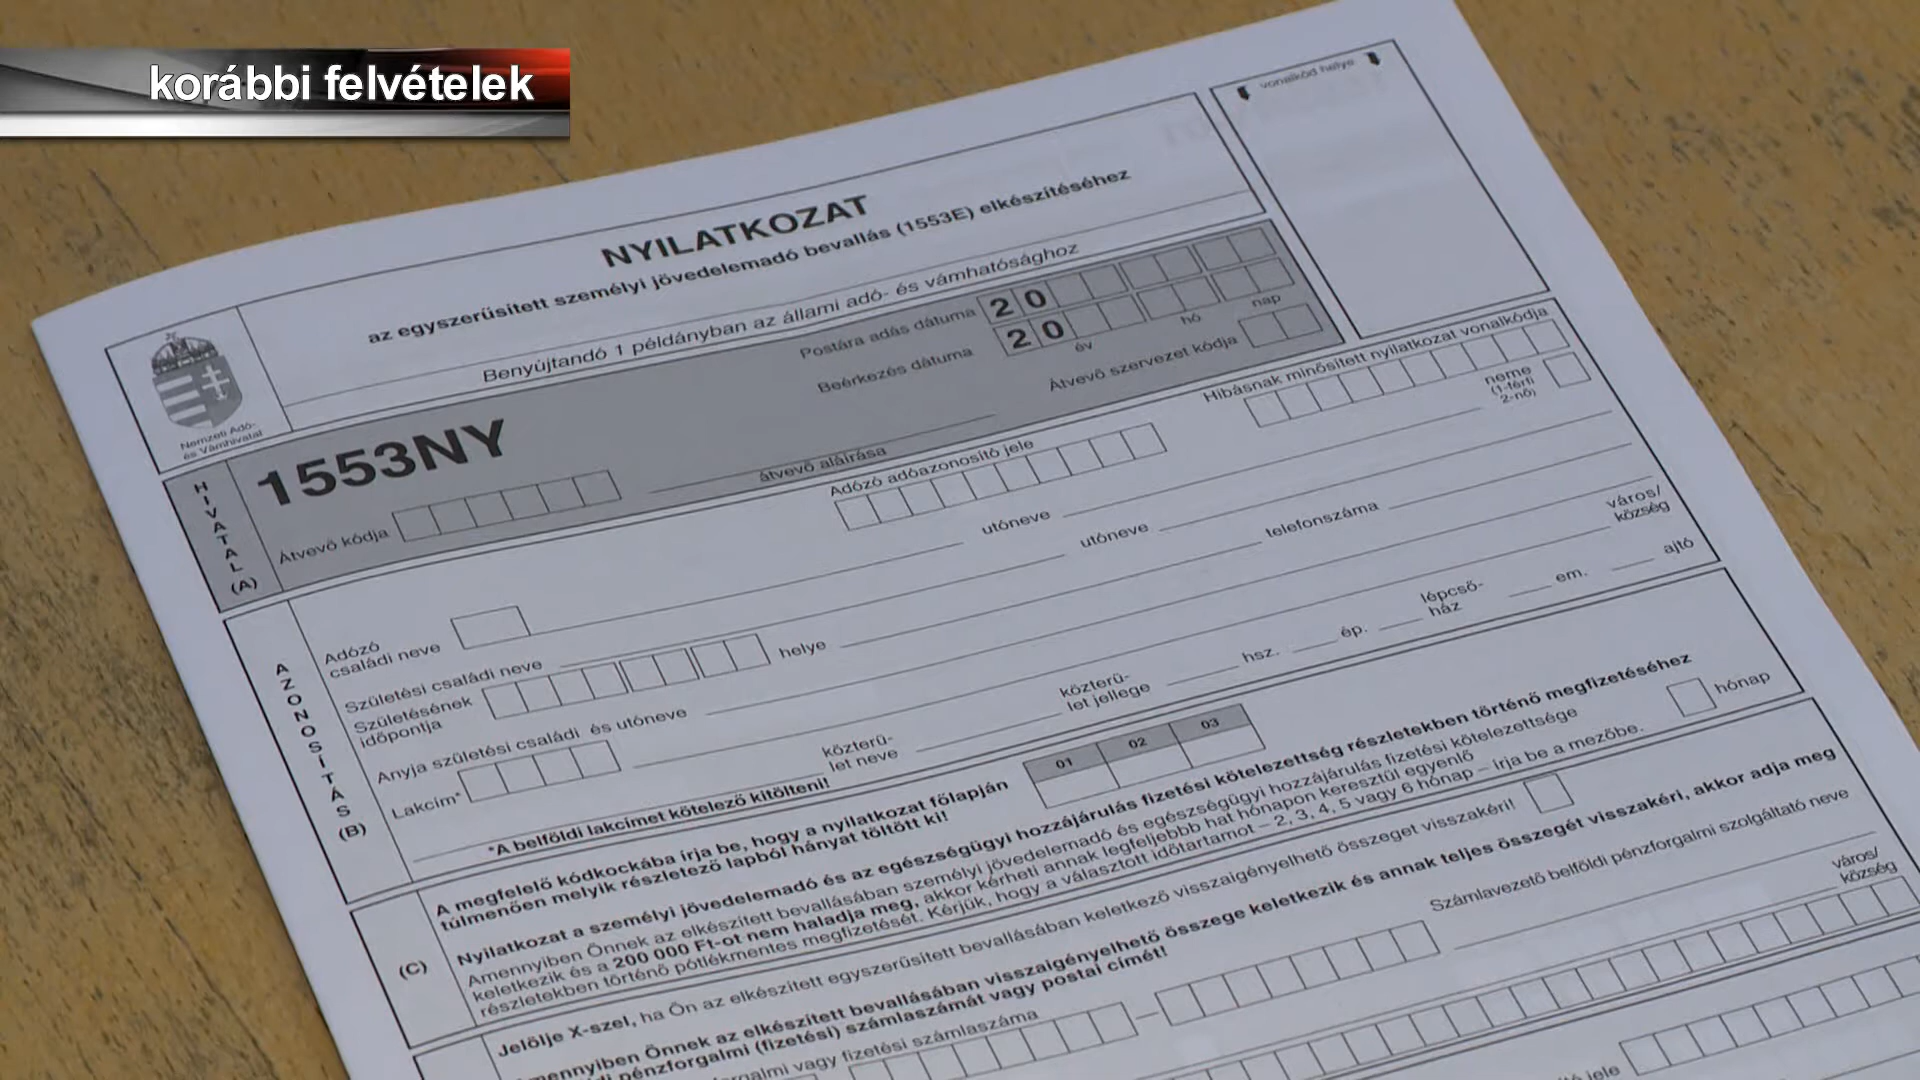 korábbi felvételek
vonalkód helye
NYILATKOZAT
az egyszerűsített személyi jövedelemadó bevallás (1553E) elkészítéséhez
Benyújtandó 1 példányban az állami adó- és vámhatósághoz
Nemzeti Adó-
és Vámhivatal
HIVATAL
(A)
1553NY
Postára adás dátuma 20
Beérkezés dátuma 20
év hó nap
Átvevő szervezet kódja
Átvevő kódja
átvevő aláírása
Hibásnak minősített nyilatkozat vonalkódja
Adózó adóazonosító jele
neme
(1-férfi
2-nő)
AZONOSÍTÁS
(B)
Adózó
családi neve
utóneve
Születési családi neve
utóneve
Születésének
időpontja
helye
Anyja születési családi és utóneve
telefonszáma
Lakcím*
város/
község
közterü-
let neve
közterü-
let jellege
hsz.
ép.
lépcső-
ház
em.
ajtó
*A belföldi lakcímet kötelező kitölteni!
(C)
A megfelelő kódkockába írja be, hogy a nyilatkozat főlapján
túlmenően melyik részletező lapból hányat töltött ki!
01 02 03
Nyilatkozat a személyi jövedelemadó és az egészségügyi hozzájárulás fizetési kötelezettség részletekben történő megfizetéséhez
Amennyiben Önnek az elkészített bevallásában személyi jövedelemadó és egészségügyi hozzájárulás fizetési kötelezettsége
keletkezik és a 200 000 Ft-ot nem haladja meg, akkor kérheti annak legfeljebbb hat hónapon keresztül egyenlő
részletekben történő pótlékmentes megfizetését. Kérjük, hogy a választott időtartamot – 2, 3, 4, 5 vagy 6 hónap – írja be a mezőbe.
hónap
Jelölje X-szel, ha Ön az elkészített egyszerűsített bevallásában keletkező visszaigényelhető összeget visszakéri!
Amennyiben Önnek az elkészített bevallásában visszaigényelhető összege keletkezik és annak teljes összegét visszakéri, akkor adja meg
pénzforgalmi (fizetési) számlaszámát vagy postai címét!
vagy fizetési számlaszáma
Számlavezető belföldi pénzforgalmi szolgáltató neve
város/
község
jele